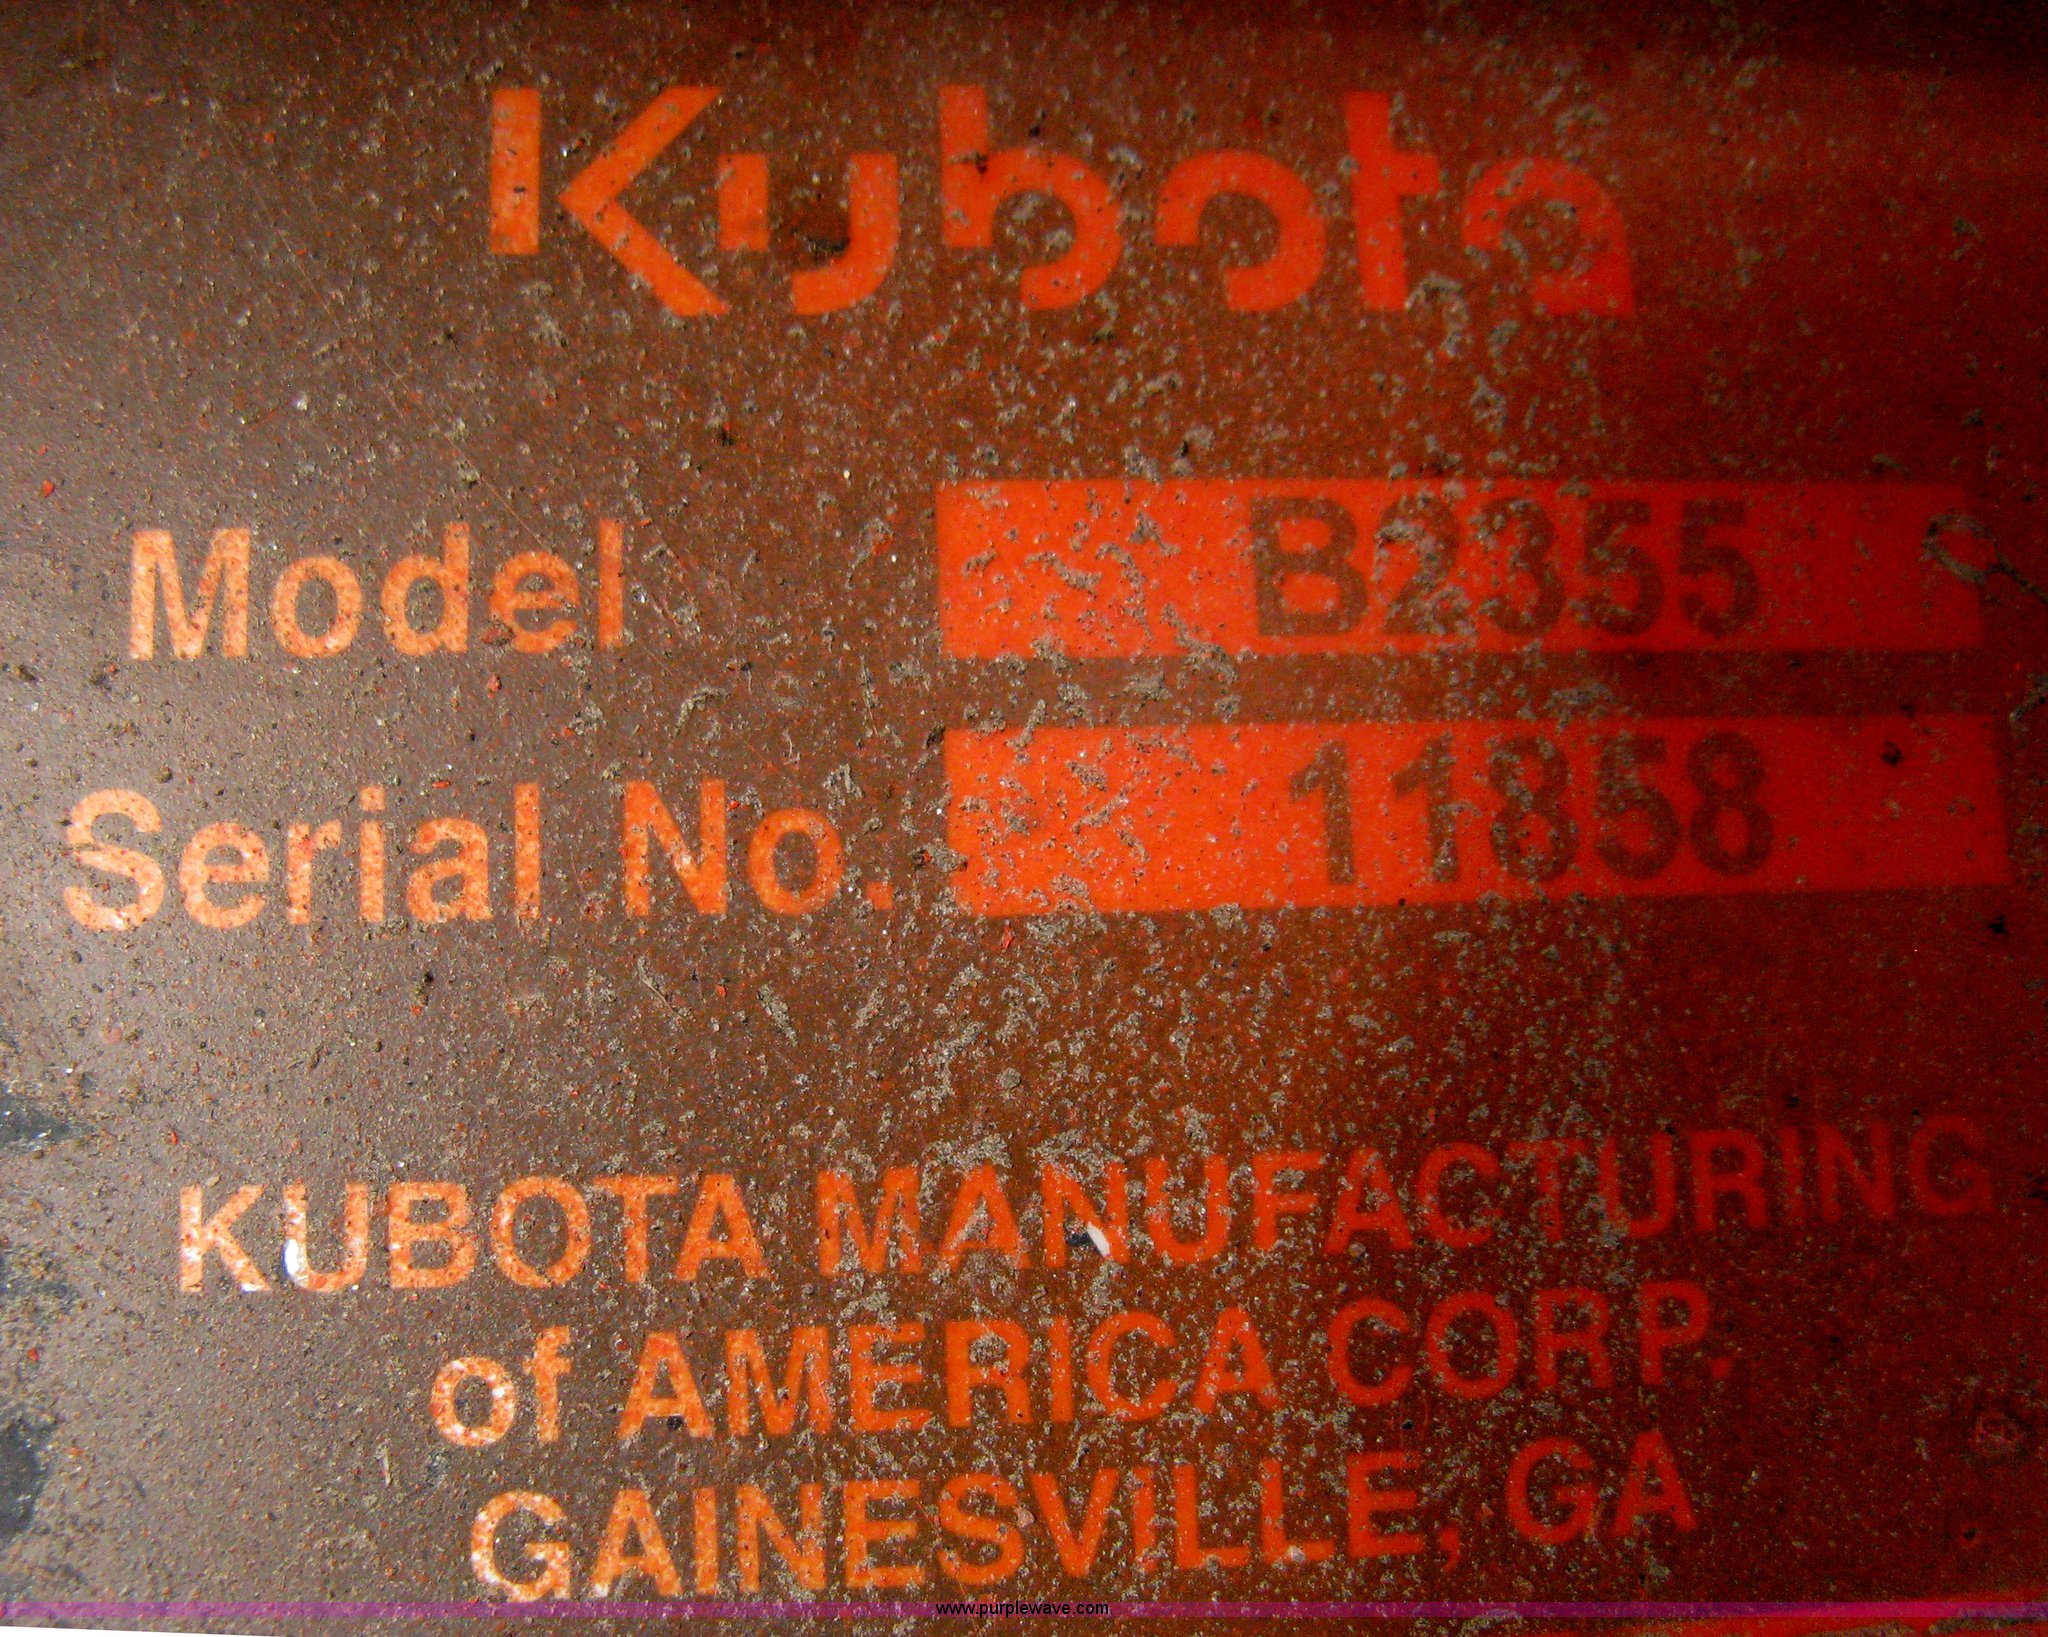 Kubota
Model B2355
Serial No. 11858
KUBOTA MANUFACTURING
of AMERICA CORP.
GAINESVILLE, GA
www.purplewave.com